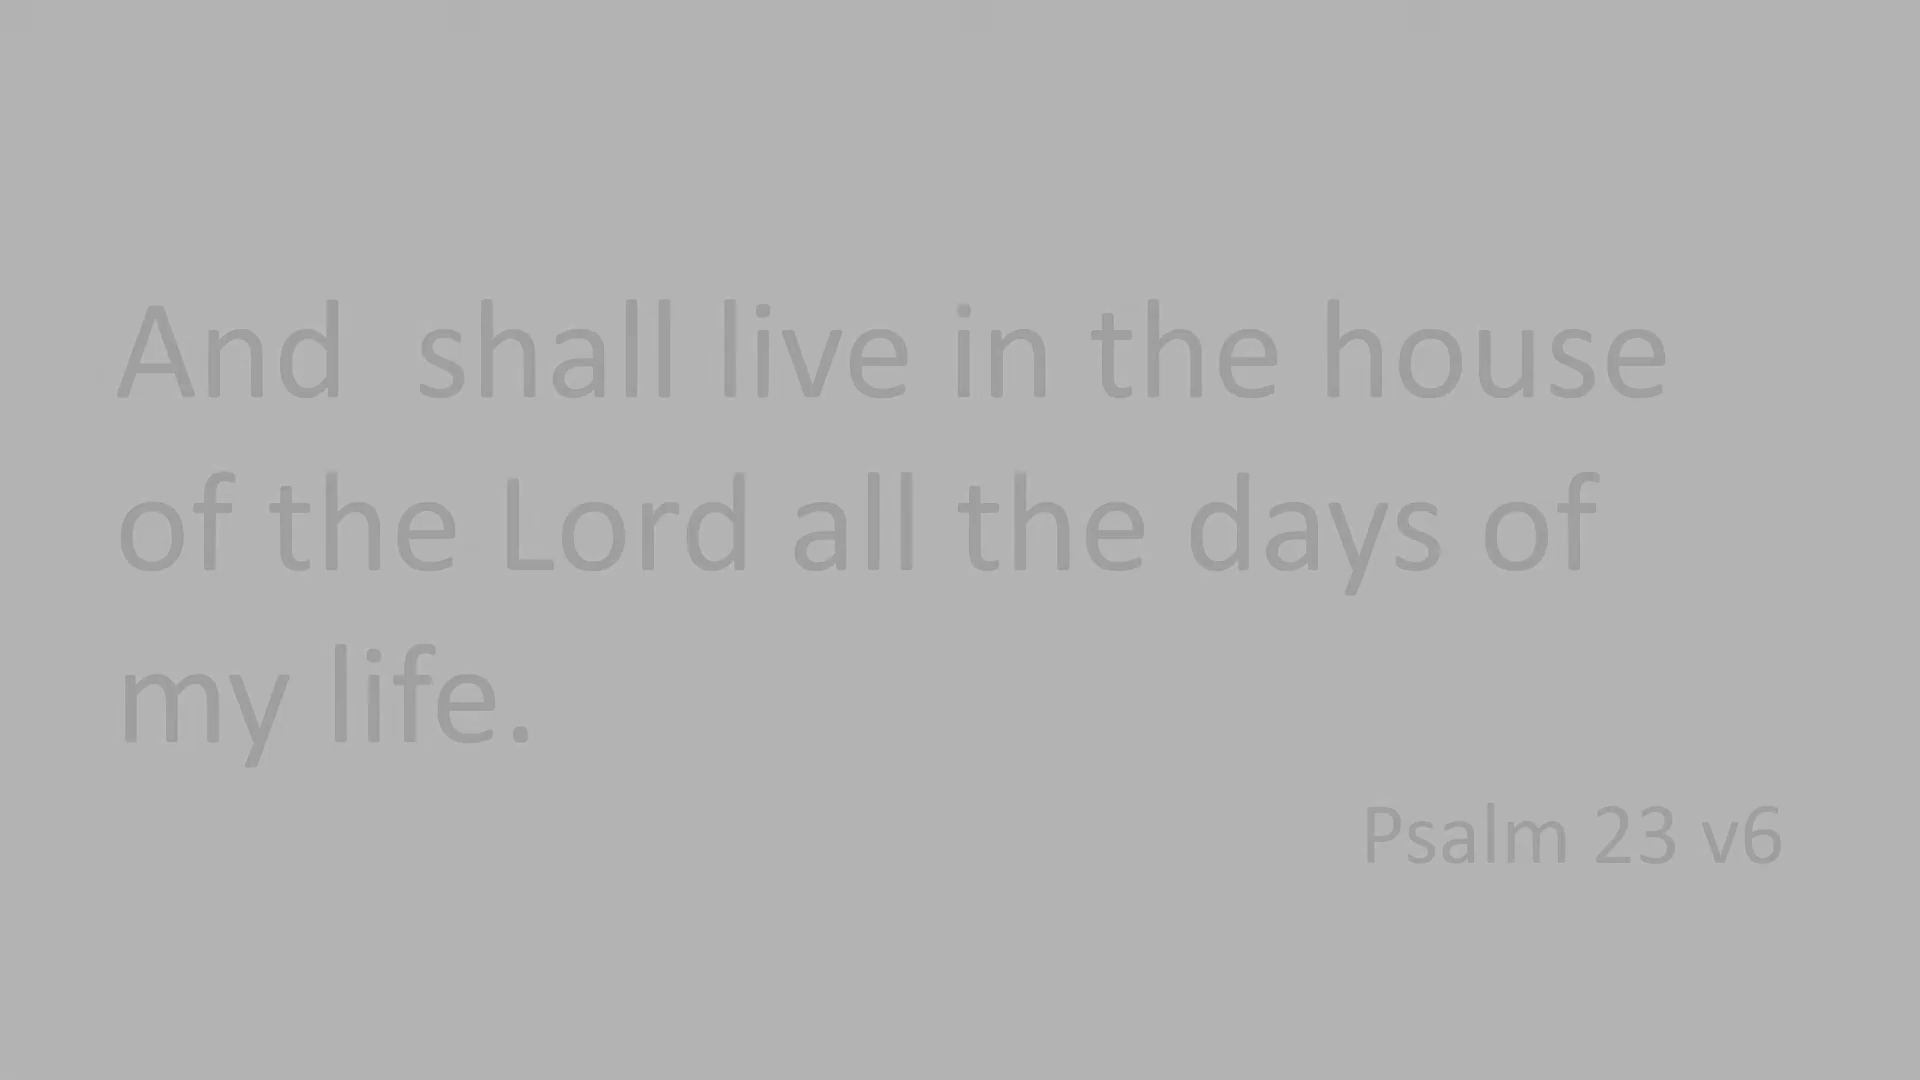 And  shall live in the house
of the Lord all the days of
my life.
Psalm 23 v6